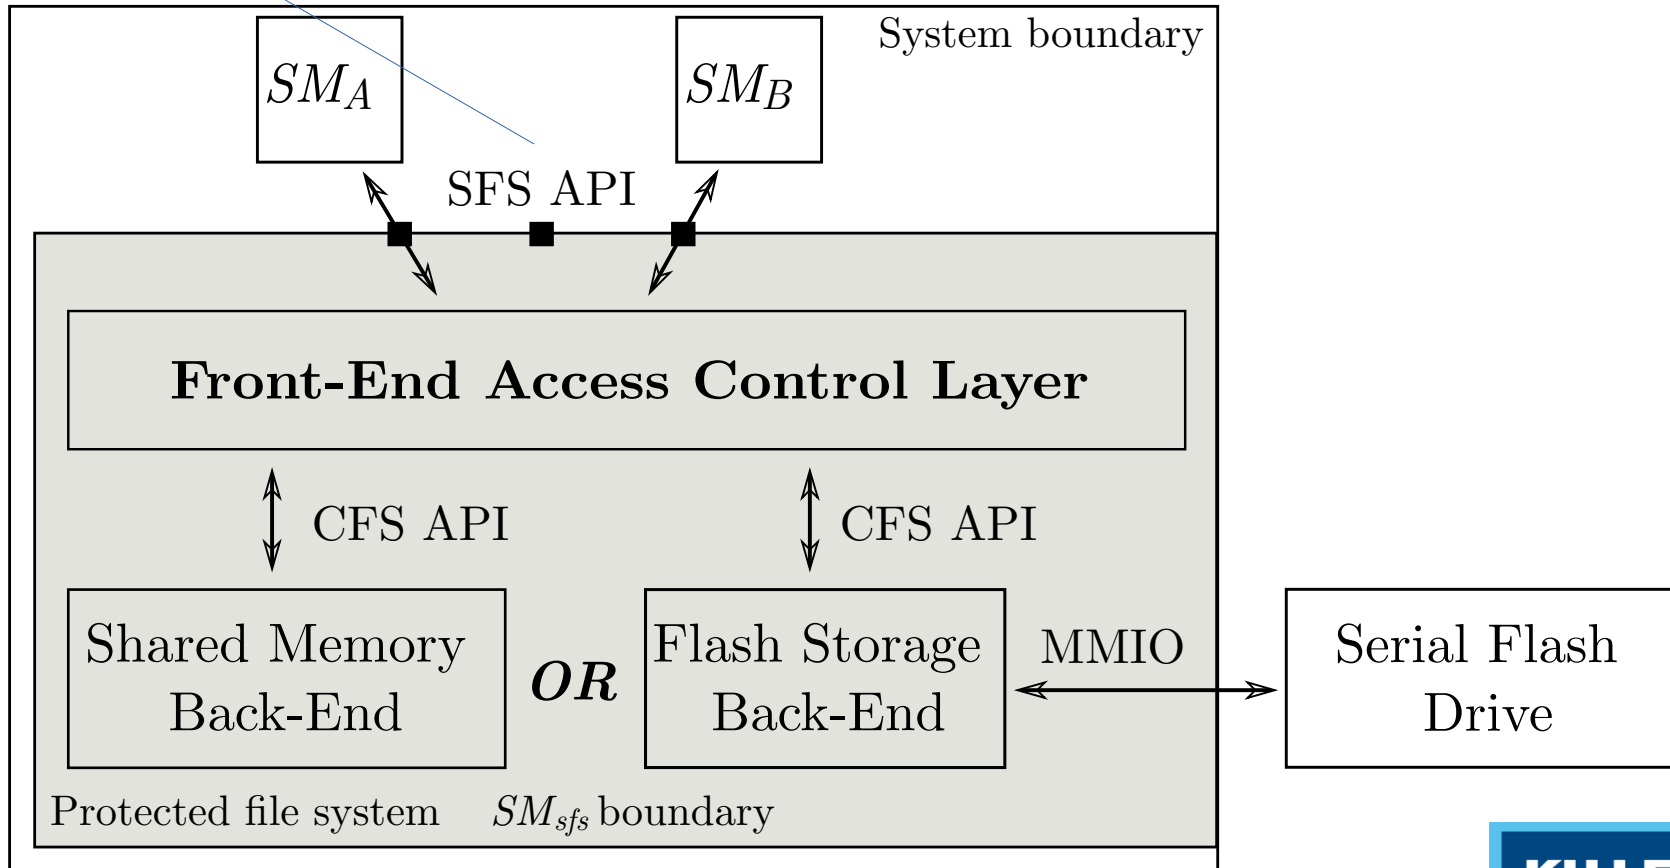 System boundary
SM_A
SM_B
SFS API
Front-End Access Control Layer
CFS API
CFS API
Shared Memory
Back-End
OR
Flash Storage
Back-End
MMIO
Serial Flash
Drive
Protected file system SM_sfs boundary